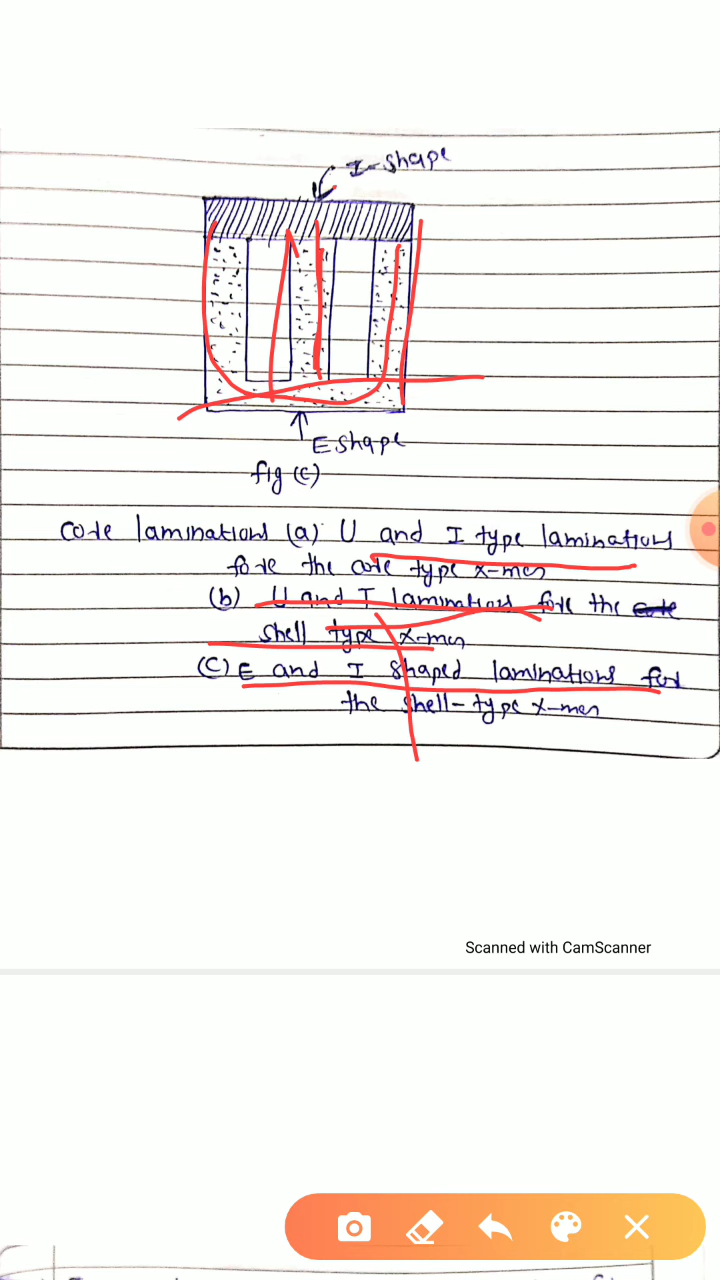 I-shape
E shape
fig (c)
core laminations (a) U and I type laminations
for the core type x-mer
(b) U and T laminations for the core
shell type x-mer
(C) E and I shaped laminations for
the shell-type x-mer
Scanned with CamScanner